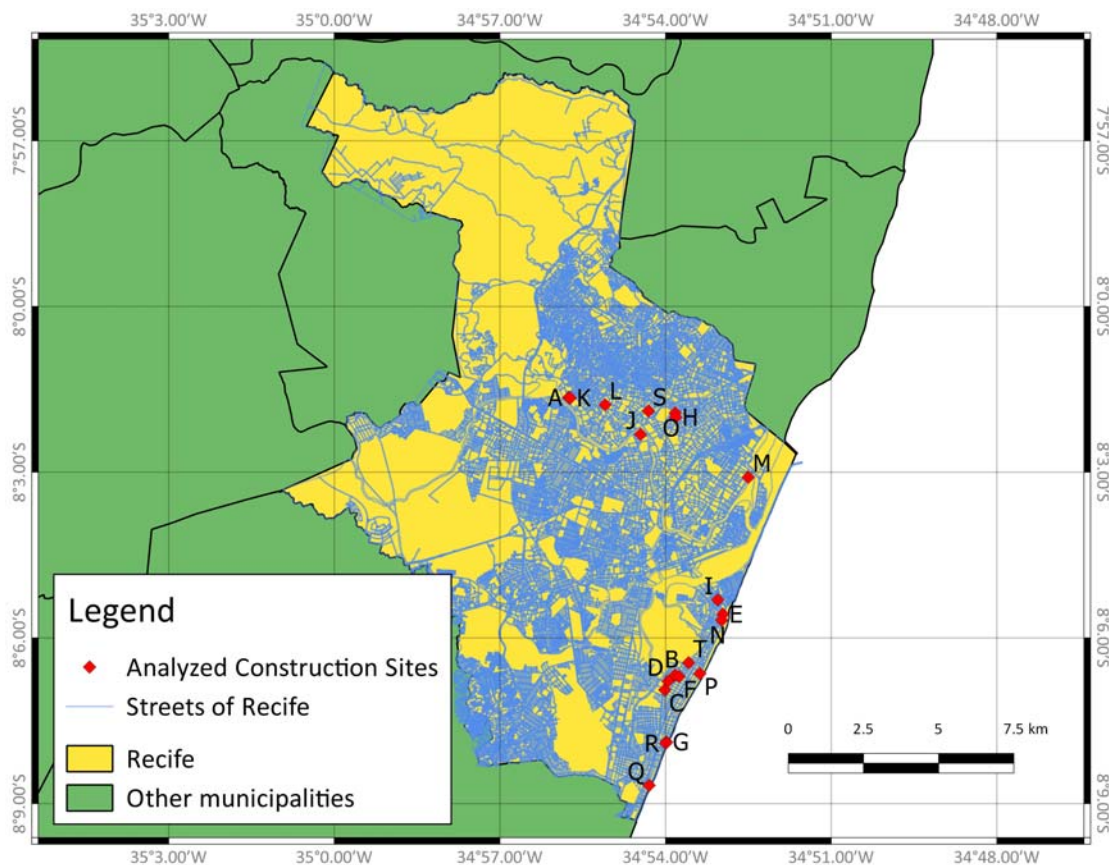 35°3.00'W 35°0.00'W 34°57.00'W 34°54.00'W 34°51.00'W 34°48.00'W
7°57.00'S 7°57.00'S
8°0.00'S 8°0.00'S
A K L S H
J O
8°3.00'S M 8°3.00'S
I
E
8°6.00'S N 8°6.00'S
T
D B
F P
C
R G
Q
8°9.00'S 8°9.00'S
Legend
Analyzed Construction Sites
Streets of Recife
Recife
Other municipalities
0 2.5 5 7.5 km
35°3.00'W 35°0.00'W 34°57.00'W 34°54.00'W 34°51.00'W 34°48.00'W